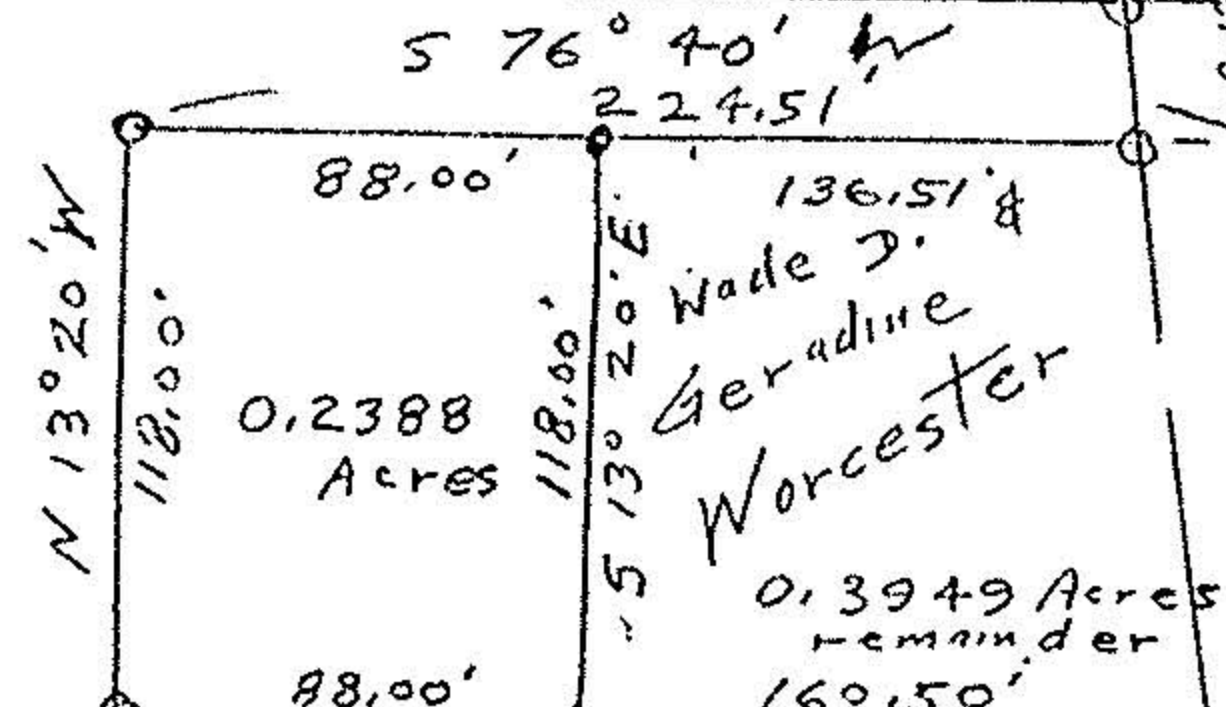 S 76° 40' W
224.51'
88.00'
136.51' &
N 13° 20' W
118.00'
0.2388
Acres
118.00'
S 13° 20' E
Wade D.
Geradine
Worcester
0.3949 Acres
remainder
88.00'
160.50'